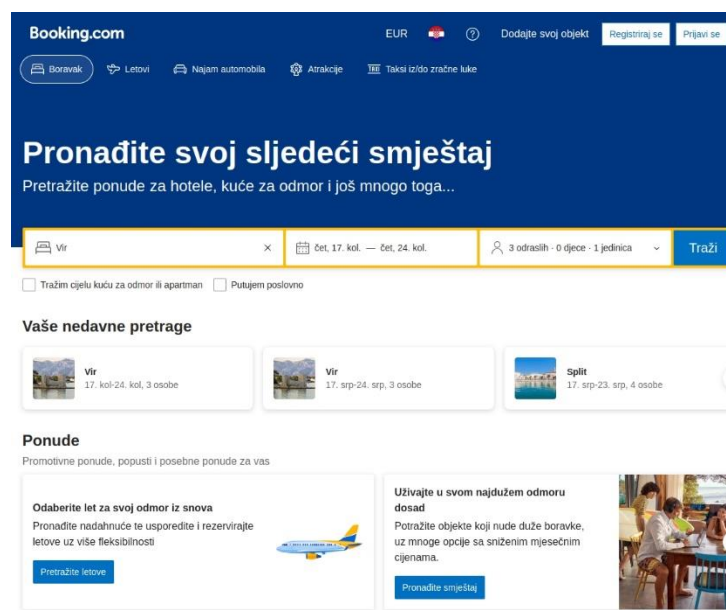 Booking.com
EUR
Dodajte svoj objekt
Registriraj se
Prijavi se
Boravak
Letovi
Najam automobila
Atrakcije
Taksi iz/do zračne luke
Pronađite svoj sljedeći smještaj
Pretražite ponude za hotele, kuće za odmor i još mnogo toga...
Vir
čet, 17. kol. — čet, 24. kol.
3 odraslih · 0 djece · 1 jedinica
Traži
Tražim cijelu kuću za odmor ili apartman
Putujem poslovno
Vaše nedavne pretrage
Vir
17. kol-24. kol, 3 osobe
Vir
17. srp-24. srp, 3 osobe
Split
17. srp-23. srp, 4 osobe
Ponude
Promotivne ponude, popusti i posebne ponude za vas
Odaberite let za svoj odmor iz snova
Pronađite nadahnuće te usporedite i rezervirajte
letove uz više fleksibilnosti
Pretražite letove
Uživajte u svom najdužem odmoru
dosad
Potražite objekte koji nude duže boravke,
uz mnoge opcije sa sniženim mjesečnim
cijenama.
Pronađite smještaj